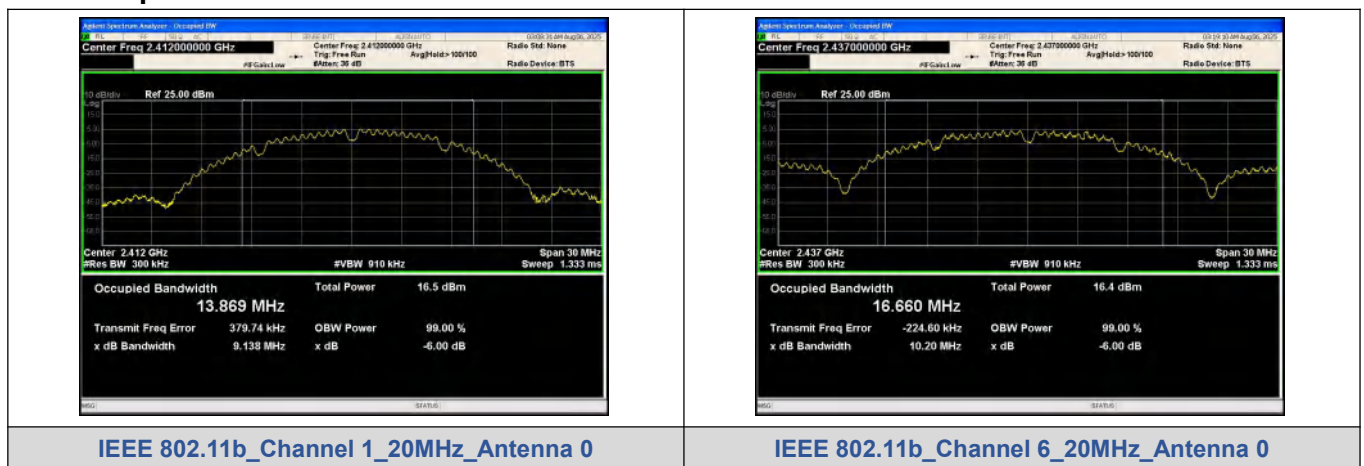 Agilent Spectrum Analyzer - Occupied BW
Center Freq 2.412000000 GHz
Center Freq: 2.412000000 GHz
Trig: Free Run
Avg|Hold:> 100/100
#IFGain:Low
#Atten: 36 dB
Radio Std: None
Radio Device: BTS
10 dB/div
Ref 25.00 dBm
Log
Center 2.412 GHz
Span 30 MHz
#Res BW 300 kHz
#VBW 910 kHz
Sweep 1.333 ms
Occupied Bandwidth
13.869 MHz
Total Power 16.5 dBm
Transmit Freq Error 379.74 kHz
OBW Power 99.00 %
x dB Bandwidth 9.138 MHz
x dB -6.00 dB
MSG
STATUS
IEEE 802.11b_Channel 1_20MHz_Antenna 0
Agilent Spectrum Analyzer - Occupied BW
Center Freq 2.437000000 GHz
Center Freq: 2.437000000 GHz
Trig: Free Run
Avg|Hold:> 100/100
#IFGain:Low
#Atten: 36 dB
Radio Std: None
Radio Device: BTS
10 dB/div
Ref 25.00 dBm
Log
Center 2.437 GHz
Span 30 MHz
#Res BW 300 kHz
#VBW 910 kHz
Sweep 1.333 ms
Occupied Bandwidth
16.660 MHz
Total Power 16.4 dBm
Transmit Freq Error -224.60 kHz
OBW Power 99.00 %
x dB Bandwidth 10.20 MHz
x dB -6.00 dB
MSG
STATUS
IEEE 802.11b_Channel 6_20MHz_Antenna 0